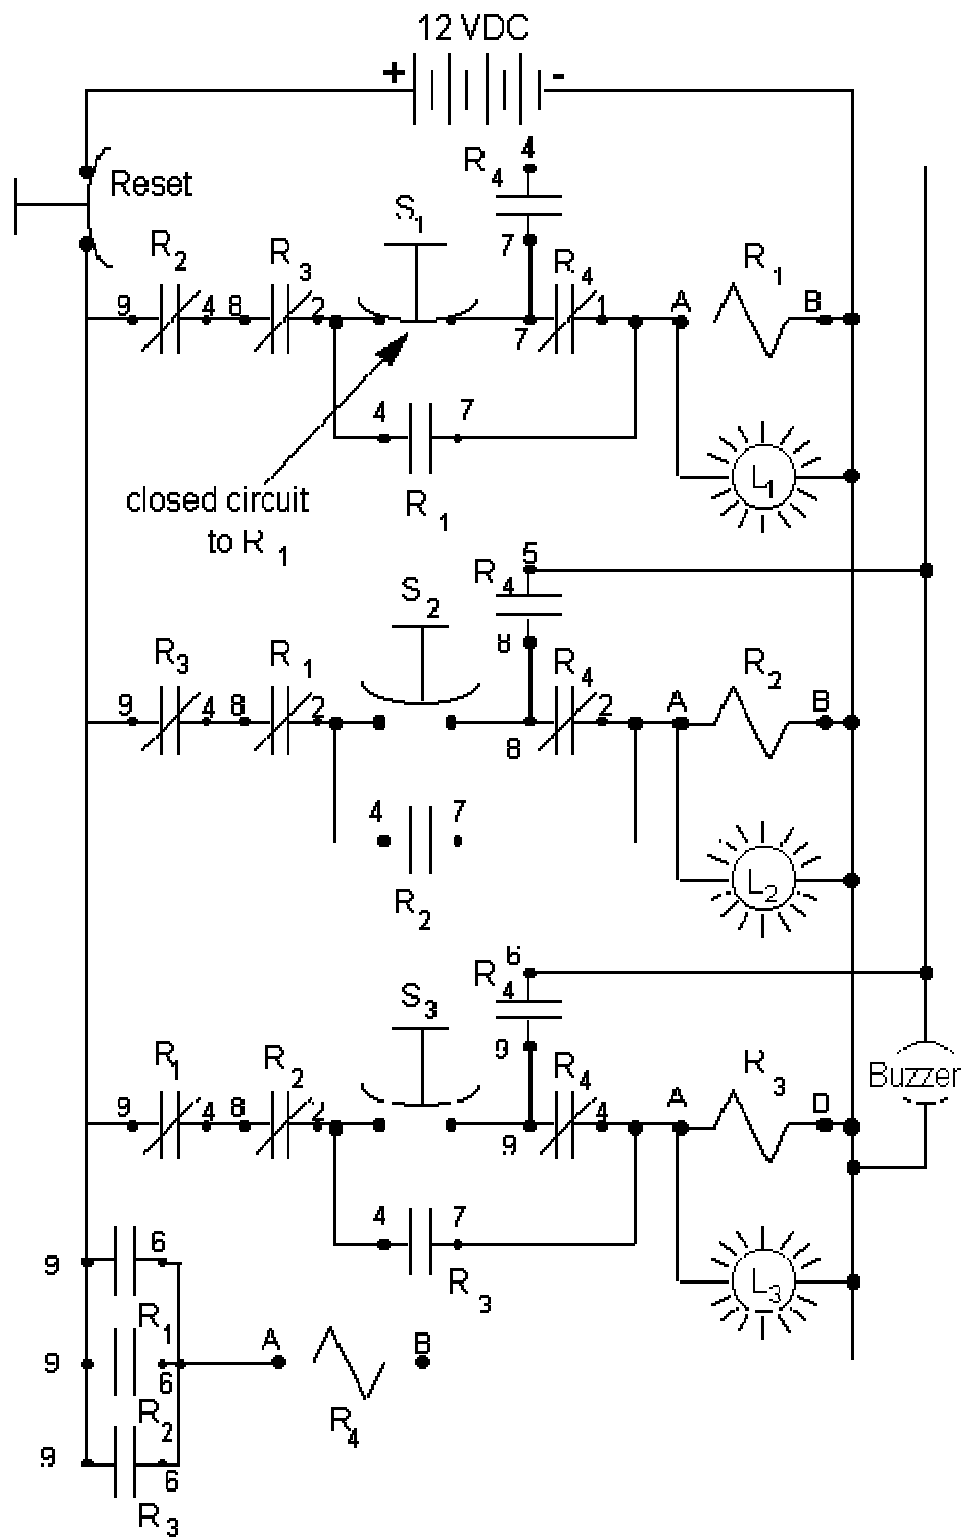 12 VDC
+ -
Reset
R4 4
S1
7
R2 R3 R4 R1
9 4 8 2 7 1 A B
4 7
R1
L1
closed circuit
to R1
R4 5
S2
8
R3 R1 R4 R2
9 4 8 2 8 2 A B
4 7
R2
L2
R4 6
S3
9
R1 R2 R4 R3
Buzzer
9 4 8 2 9 4 A D
4 7
R3
L3
9 6
R1
9 6 A B
R2 R4
9 6
R3